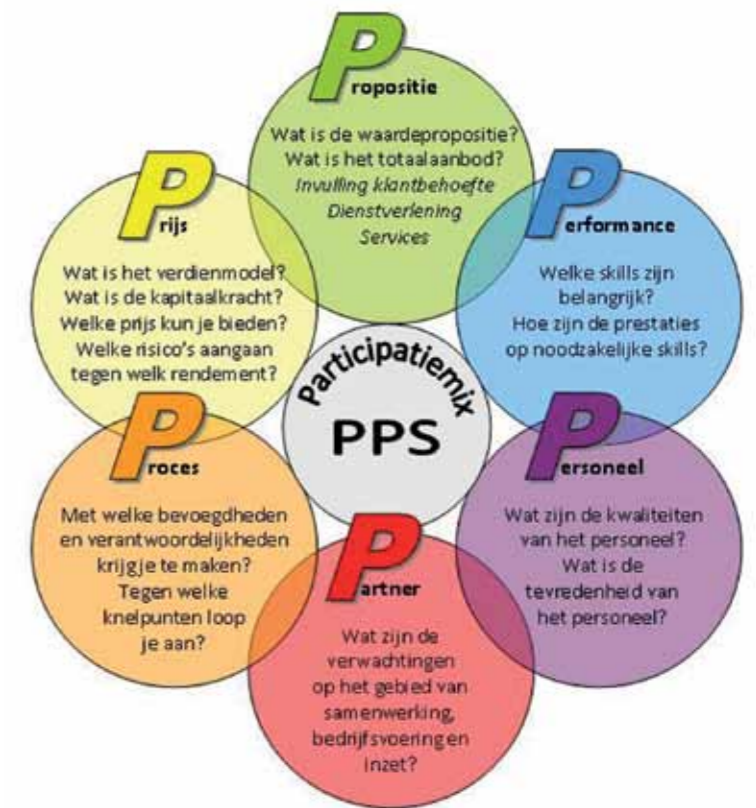 Propositie
Wat is de waardepropositie?
Wat is het totaalaanbod?
Invulling klantbehoefte
Dienstverlening
Services
Performance
Welke skills zijn
belangrijk?
Hoe zijn de prestaties
op noodzakelijke skills?
Personeel
Wat zijn de kwaliteiten
van het personeel?
Wat is de
tevredenheid van
het personeel?
Partner
Wat zijn de
verwachtingen
op het gebied van
samenwerking,
bedrijfsvoering en
inzet?
Proces
Met welke bevoegdheden
en verantwoordelijkheden
krijg je te maken?
Tegen welke
knelpunten loop
je aan?
Prijs
Wat is het verdienmodel?
Wat is de kapitaalkracht?
Welke prijs kun je bieden?
Welke risico's aangaan
tegen welk rendement?
Participatiemix
PPS